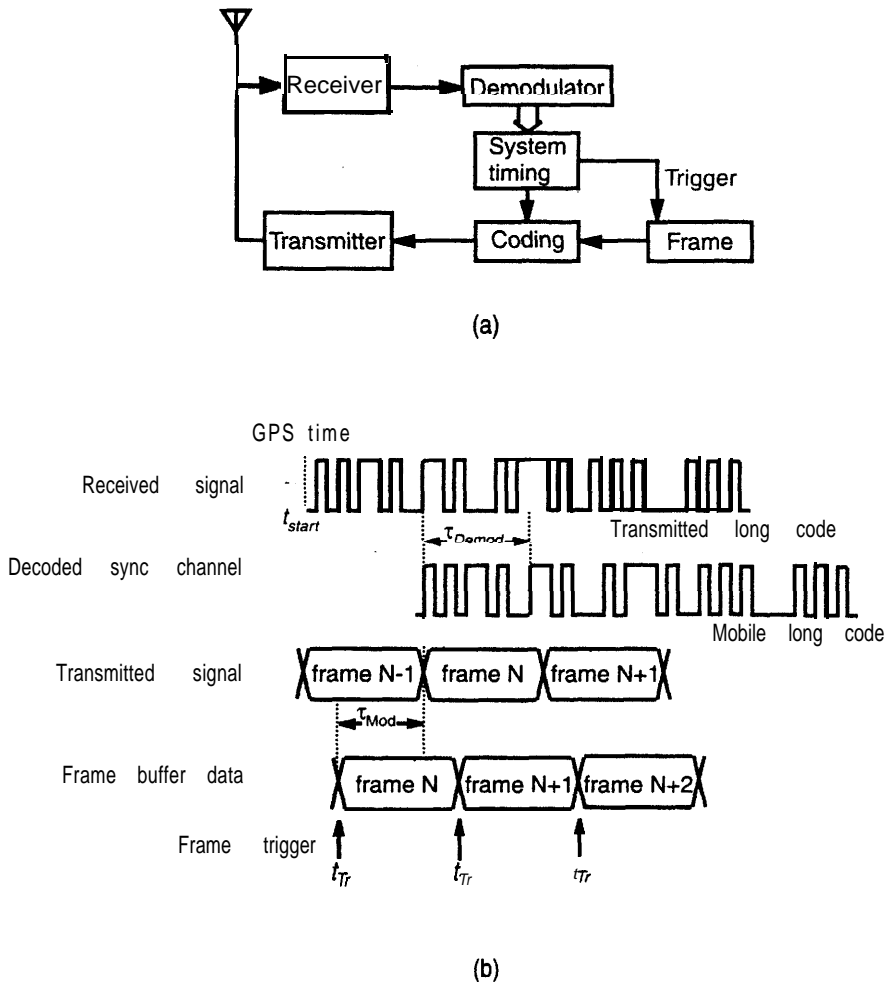 Receiver
Demodulator
System
timing
Trigger
Transmitter
Coding
Frame
(a)
GPS time
Received signal
t_start
Transmitted long code
τ_Demod
Decoded sync channel
Mobile long code
Transmitted signal
frame N-1 frame N frame N+1
τ_Mod
Frame buffer data
frame N frame N+1 frame N+2
Frame trigger
t_Tr t_Tr t_Tr
(b)